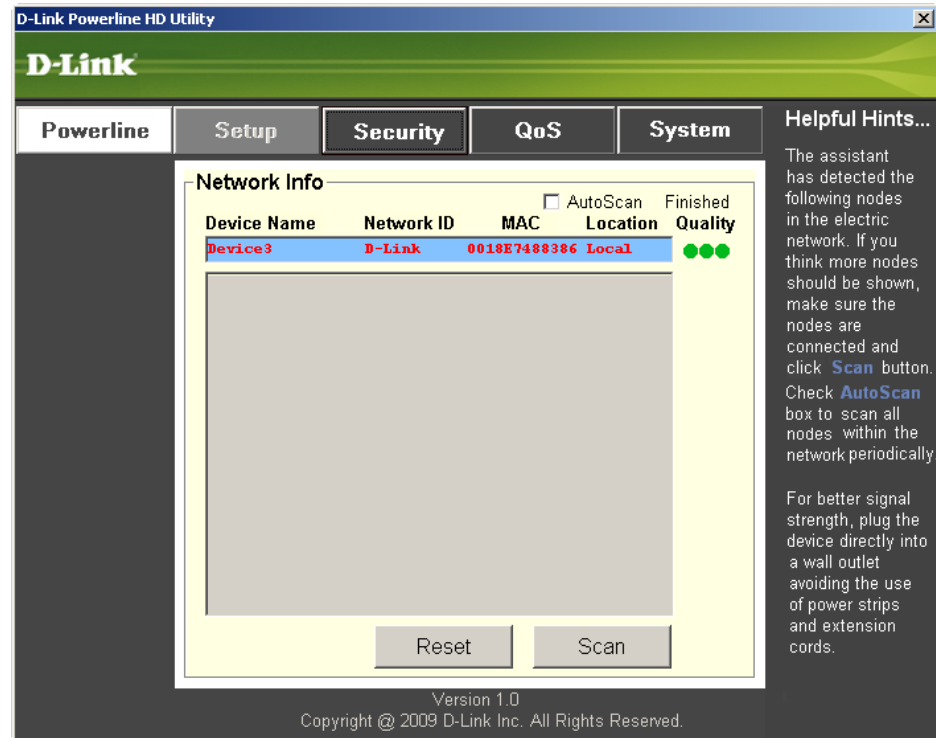 D-Link Powerline HD Utility
D-Link
Powerline
Setup
Security
QoS
System
Network Info
AutoScan Finished
Device Name Network ID MAC Location Quality
Device3 D-Link 0018E7488386 Local
Reset
Scan
Version 1.0
Copyright @ 2009 D-Link Inc. All Rights Reserved.
Helpful Hints...
The assistant
has detected the
following nodes
in the electric
network. If you
think more nodes
should be shown,
make sure the
nodes are
connected and
click Scan button.
Check AutoScan
box to scan all
nodes within the
network periodically.
For better signal
strength, plug the
device directly into
a wall outlet
avoiding the use
of power strips
and extension
cords.